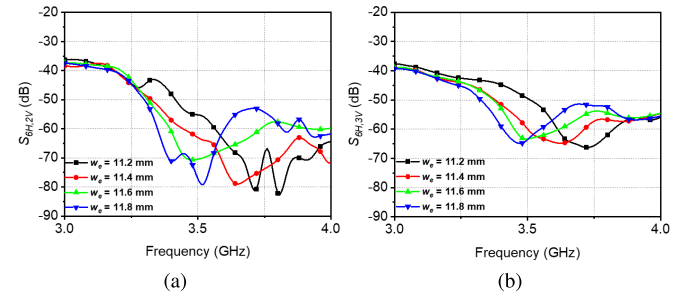 -20
-30
-40
-50
-60
-70
-80
-90
S6H,2V (dB)
we = 11.2 mm
we = 11.4 mm
we = 11.6 mm
we = 11.8 mm
3.0 3.5 4.0
Frequency (GHz)
(a)
-20
-30
-40
-50
-60
-70
-80
-90
S6H,3V (dB)
we = 11.2 mm
we = 11.4 mm
we = 11.6 mm
we = 11.8 mm
3.0 3.5 4.0
Frequency (GHz)
(b)